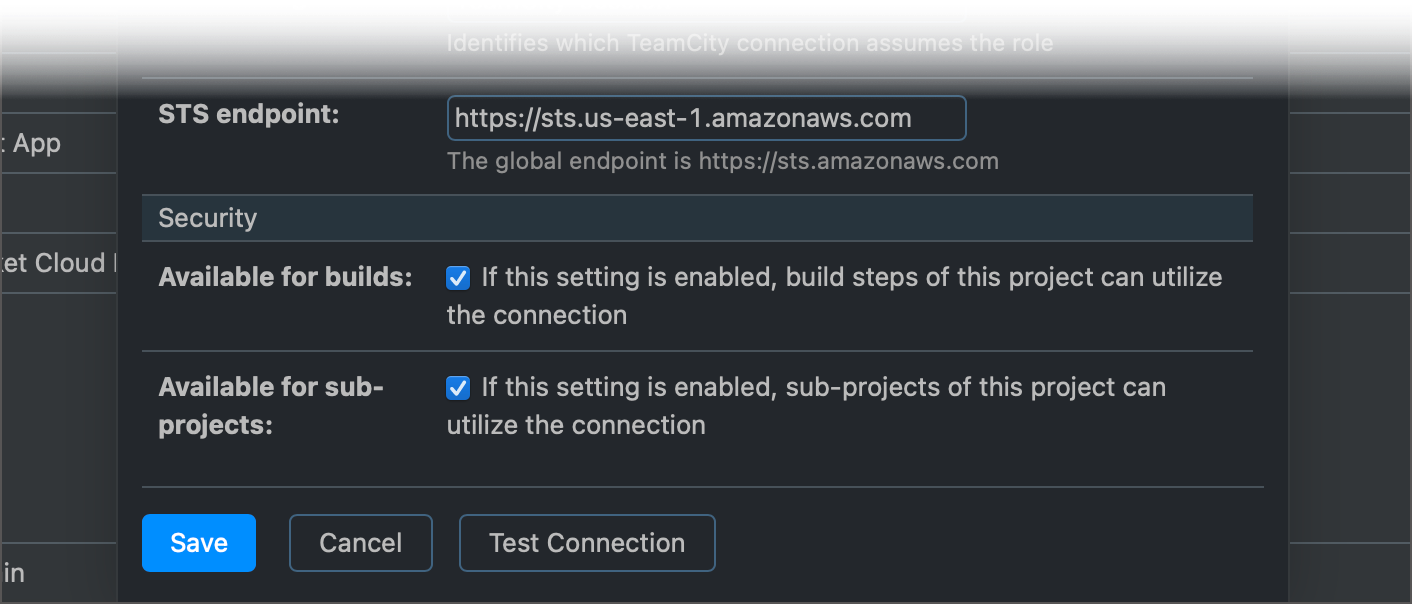 Identifies which TeamCity connection assumes the role
STS endpoint:
https://sts.us-east-1.amazonaws.com
The global endpoint is https://sts.amazonaws.com
App
Security
et Cloud
Available for builds:
If this setting is enabled, build steps of this project can utilize
the connection
Available for sub-
projects:
If this setting is enabled, sub-projects of this project can
utilize the connection
Save
Cancel
Test Connection
in